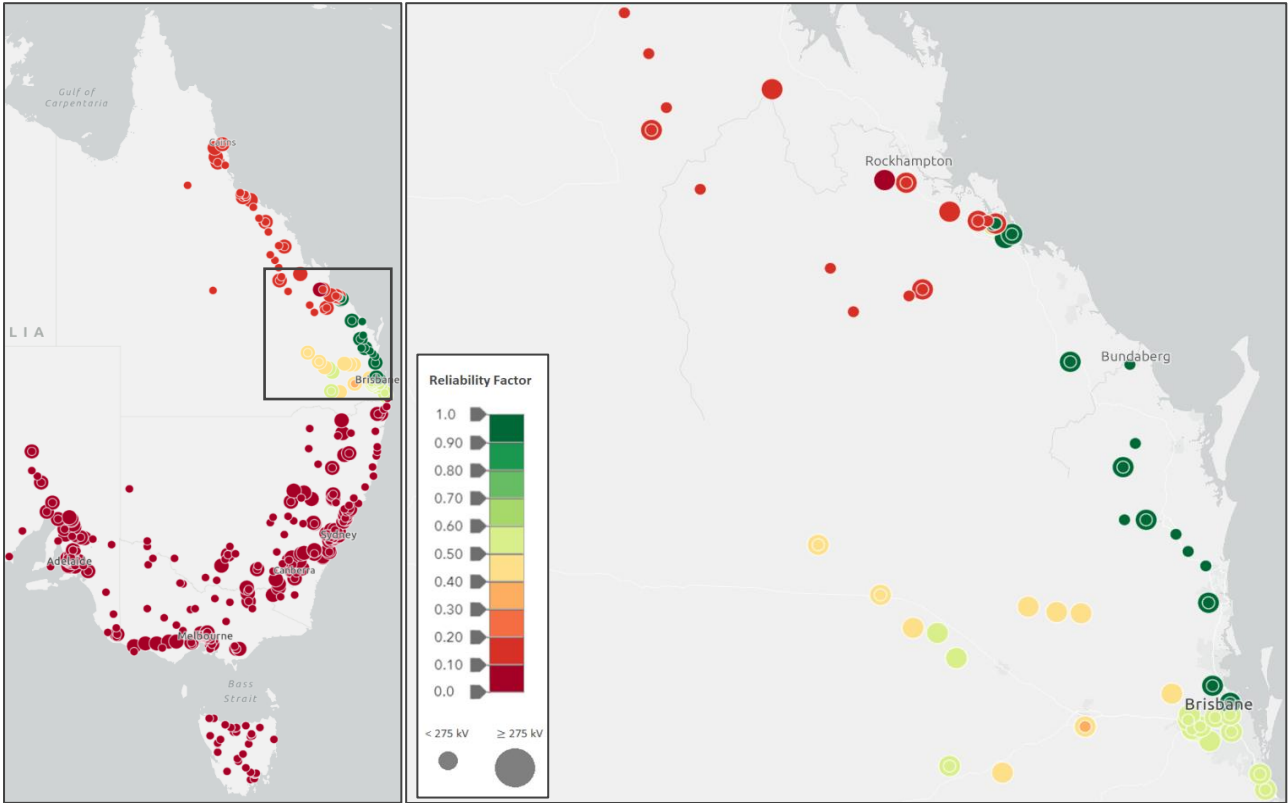 Gulf of
Carpentaria
Cairns
LIA
Brisbane
Sydney
Adelaide
Canberra
Melbourne
Bass
Strait
Rockhampton
Bundaberg
Brisbane
Reliability Factor
1.0
0.90
0.80
0.70
0.60
0.50
0.40
0.30
0.20
0.10
0.0
< 275 kV
≥ 275 kV